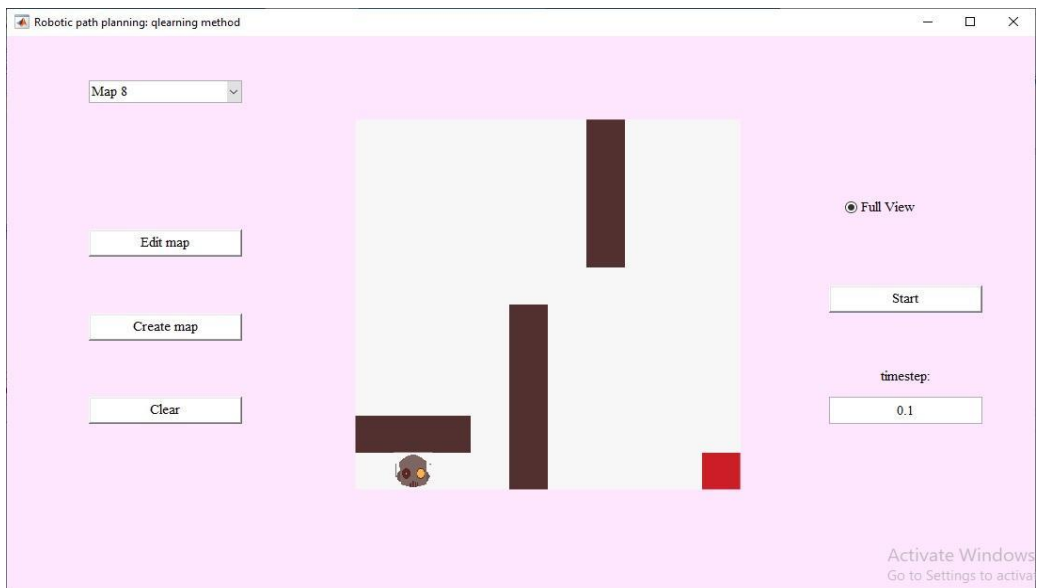 Robotic path planning: qlearning method
Map 8
Full View
Edit map
Start
Create map
timestep:
Clear
0.1
Activate Windows
Go to Settings to activa